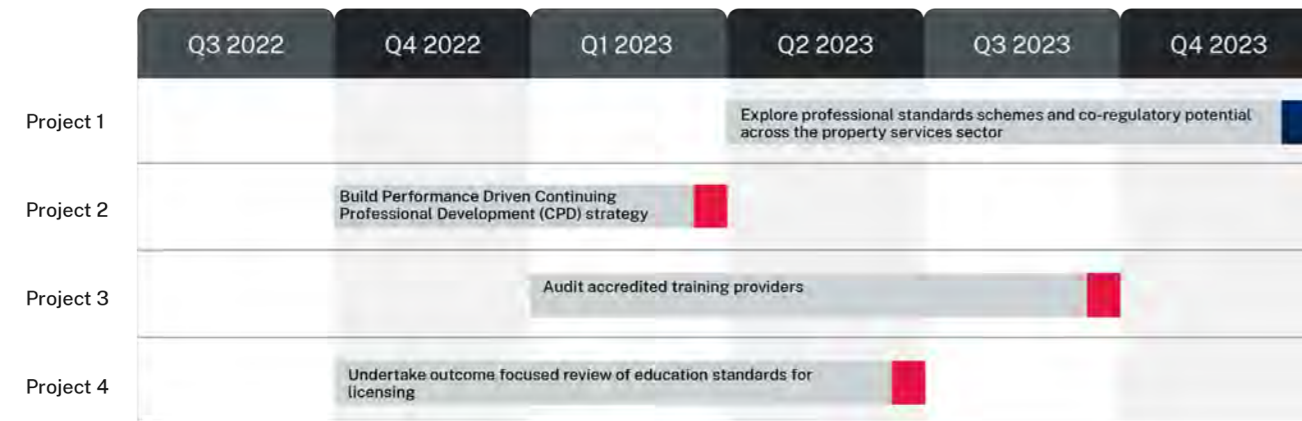 Q3 2022 Q4 2022 Q1 2023 Q2 2023 Q3 2023 Q4 2023
Project 1
Explore professional standards schemes and co-regulatory potential
across the property services sector
Project 2
Build Performance Driven Continuing
Professional Development (CPD) strategy
Project 3
Audit accredited training providers
Project 4
Undertake outcome focused review of education standards for
licensing